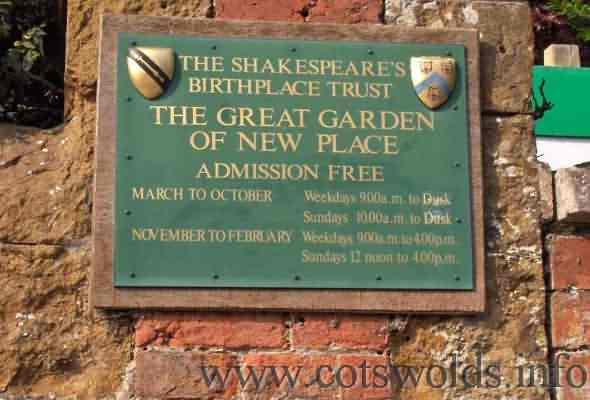 THE SHAKESPEARE'S
BIRTHPLACE TRUST
THE GREAT GARDEN
OF NEW PLACE
ADMISSION FREE
MARCH TO OCTOBER Weekdays 9.00a.m. to Dusk
Sundays 10.00a.m. to Dusk
NOVEMBER TO FEBRUARY Weekdays 9.00a.m. to 4.00p.m.
Sundays 12 noon to 4.00p.m.
www.cotswolds.info